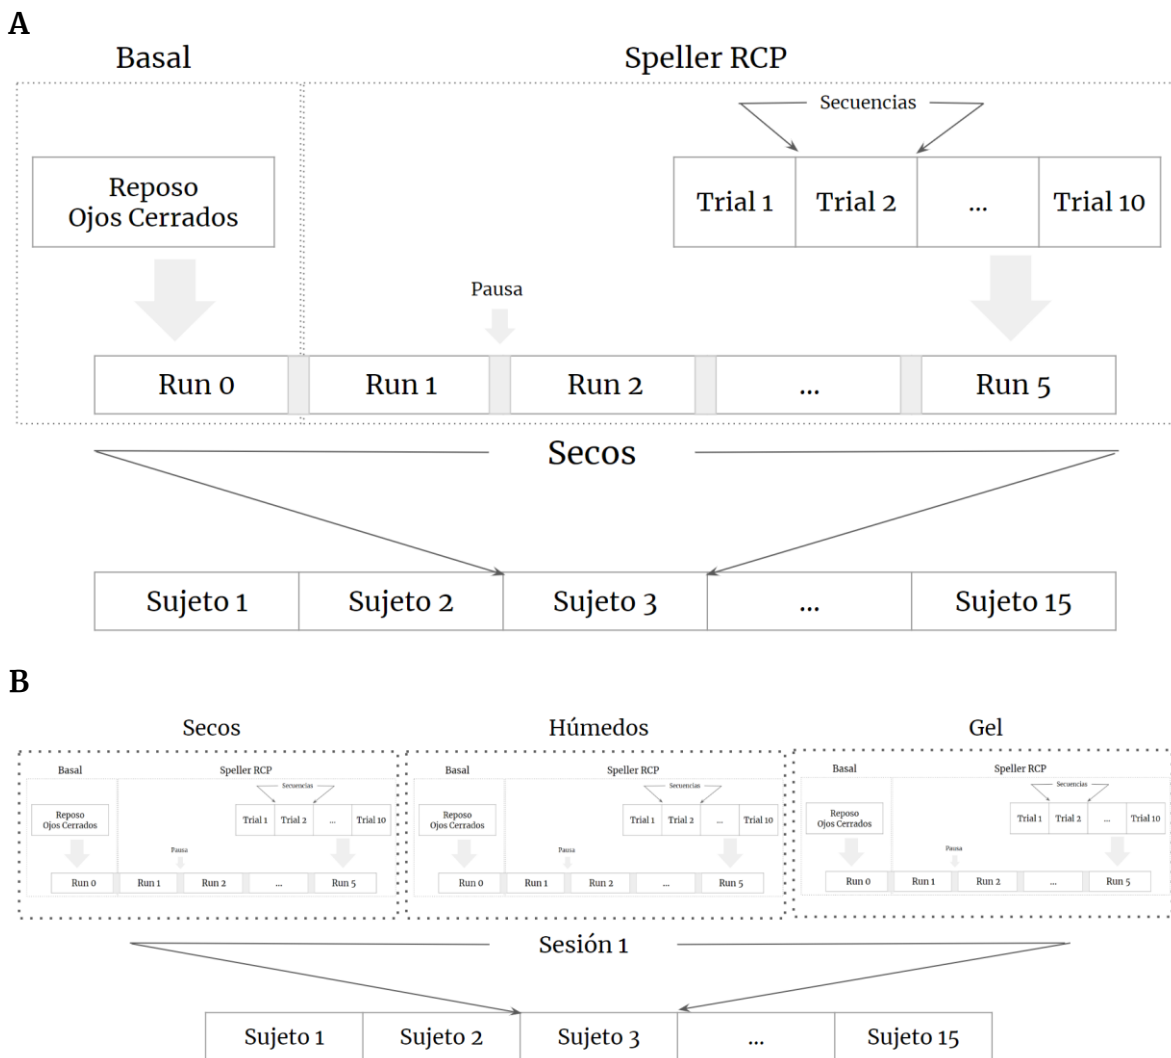 A
Basal
Speller RCP
Secuencias
Reposo
Ojos Cerrados
Trial 1
Trial 2
...
Trial 10
Pausa
Run 0
Run 1
Run 2
...
Run 5
Secos
Sujeto 1
Sujeto 2
Sujeto 3
...
Sujeto 15
B
Secos
Húmedos
Gel
Basal
Speller RCP
Secuencias
Reposo
Ojos Cerrados
Trial 1
Trial 2
...
Trial 10
Pausa
Run 0
Run 1
Run 2
...
Run 5
Basal
Speller RCP
Secuencias
Reposo
Ojos Cerrados
Trial 1
Trial 2
...
Trial 10
Pausa
Run 0
Run 1
Run 2
...
Run 5
Basal
Speller RCP
Secuencias
Reposo
Ojos Cerrados
Trial 1
Trial 2
...
Trial 10
Pausa
Run 0
Run 1
Run 2
...
Run 5
Sesión 1
Sujeto 1
Sujeto 2
Sujeto 3
...
Sujeto 15